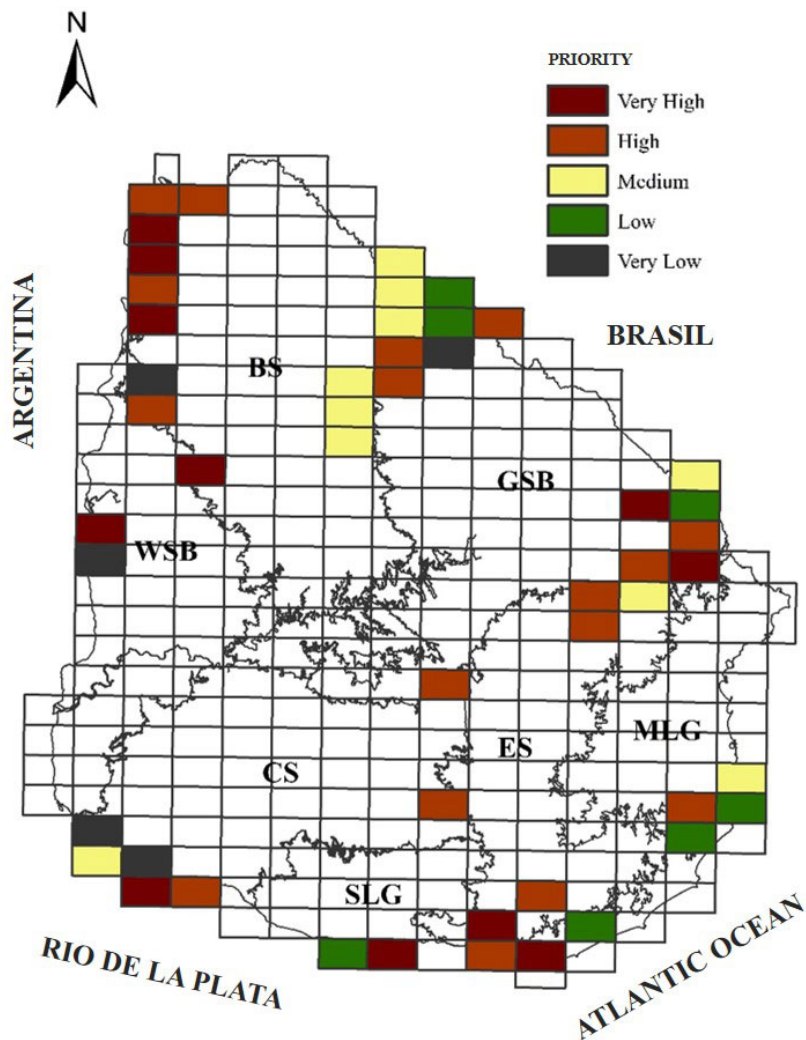 N
PRIORITY
Very High
High
Medium
Low
Very Low
ARGENTINA
BRASIL
BS
GSB
WSB
MLG
ES
CS
SLG
RIO DE LA PLATA
ATLANTIC OCEAN